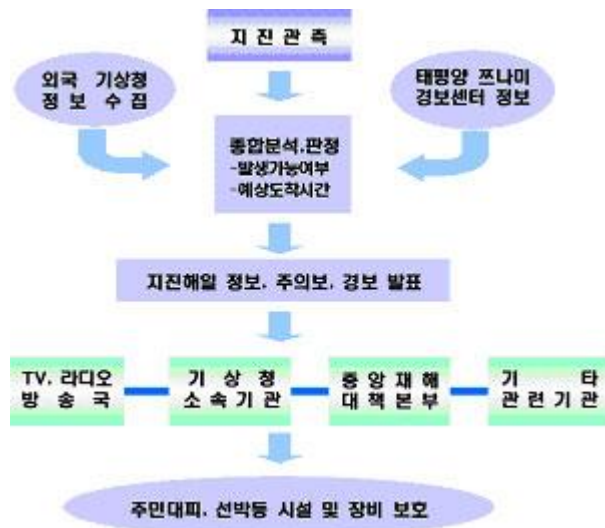 지진관측
외국 기상청
정보수집
태평양 쯔나미
경보센터 정보
종합분석.판정
-발생가능여부
-예상도착시간
지진해일 정보. 주의보. 경보 발표
TV. 라디오
방송국
기상청
소속기관
중앙재해
대책본부
기타
관련기관
주민대피. 선박등 시설 및 장비 보호